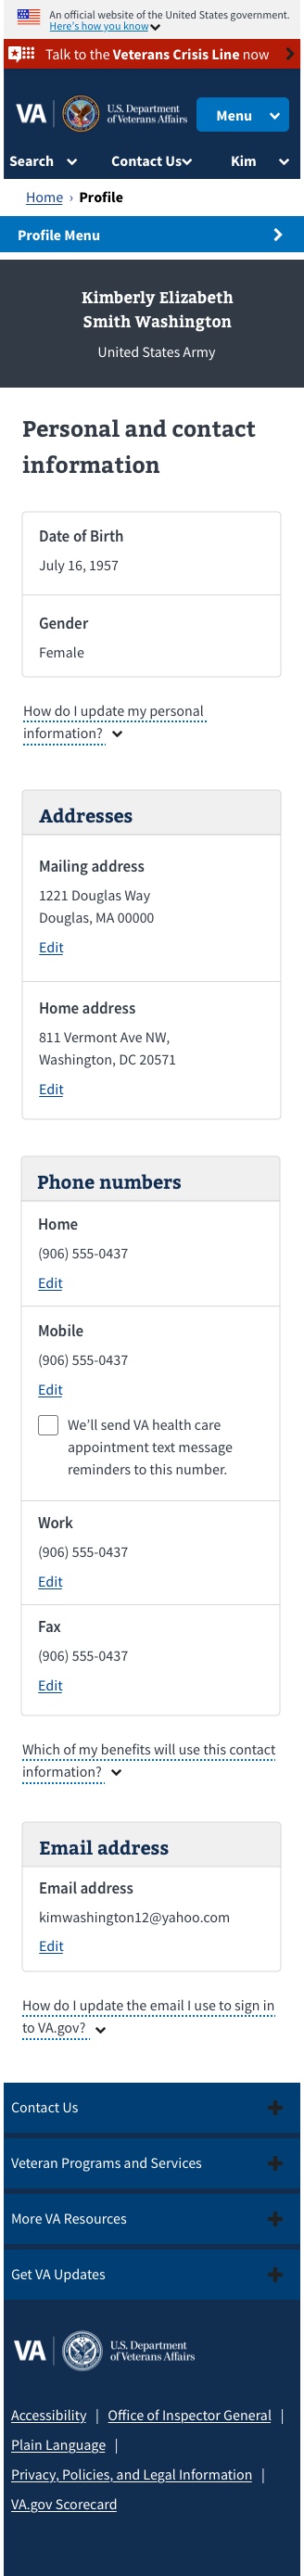 An official website of the United States government.
Here's how you know
Talk to the Veterans Crisis Line now
VA U.S. Department
of Veterans Affairs
Menu
Search Contact Us Kim
Home › Profile
Profile Menu
Kimberly Elizabeth
Smith Washington
United States Army
Personal and contact
information
Date of Birth
July 16, 1957
Gender
Female
How do I update my personal
information?
Addresses
Mailing address
1221 Douglas Way
Douglas, MA 00000
Edit
Home address
811 Vermont Ave NW,
Washington, DC 20571
Edit
Phone numbers
Home
(906) 555-0437
Edit
Mobile
(906) 555-0437
Edit
We'll send VA health care
appointment text message
reminders to this number.
Work
(906) 555-0437
Edit
Fax
(906) 555-0437
Edit
Which of my benefits will use this contact
information?
Email address
Email address
kimwashington12@yahoo.com
Edit
How do I update the email I use to sign in
to VA.gov?
Contact Us
Veteran Programs and Services
More VA Resources
Get VA Updates
VA U.S. Department
of Veterans Affairs
Accessibility | Office of Inspector General |
Plain Language |
Privacy, Policies, and Legal Information |
VA.gov Scorecard